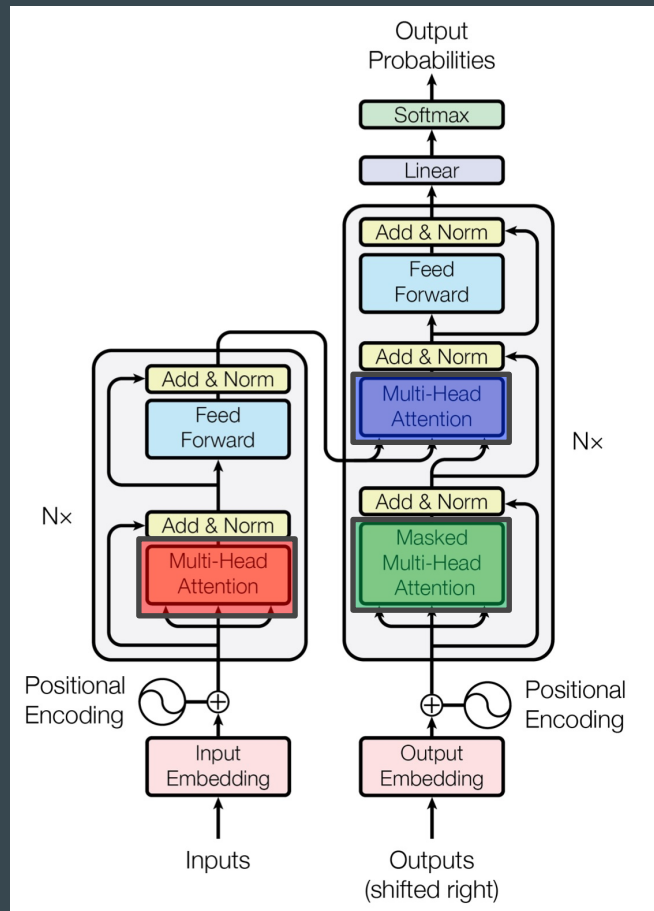 Output
Probabilities
Softmax
Linear
Add & Norm
Feed
Forward
Add & Norm
Multi-Head
Attention
Nx
Add & Norm
Masked
Multi-Head
Attention
Add & Norm
Feed
Forward
Nx
Add & Norm
Multi-Head
Attention
Positional
Encoding
Positional
Encoding
Input
Embedding
Output
Embedding
Inputs
Outputs
(shifted right)